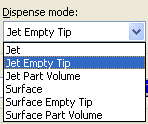 Dispense mode:
Jet Empty Tip
Jet
Jet Empty Tip
Jet Part Volume
Surface
Surface Empty Tip
Surface Part Volume